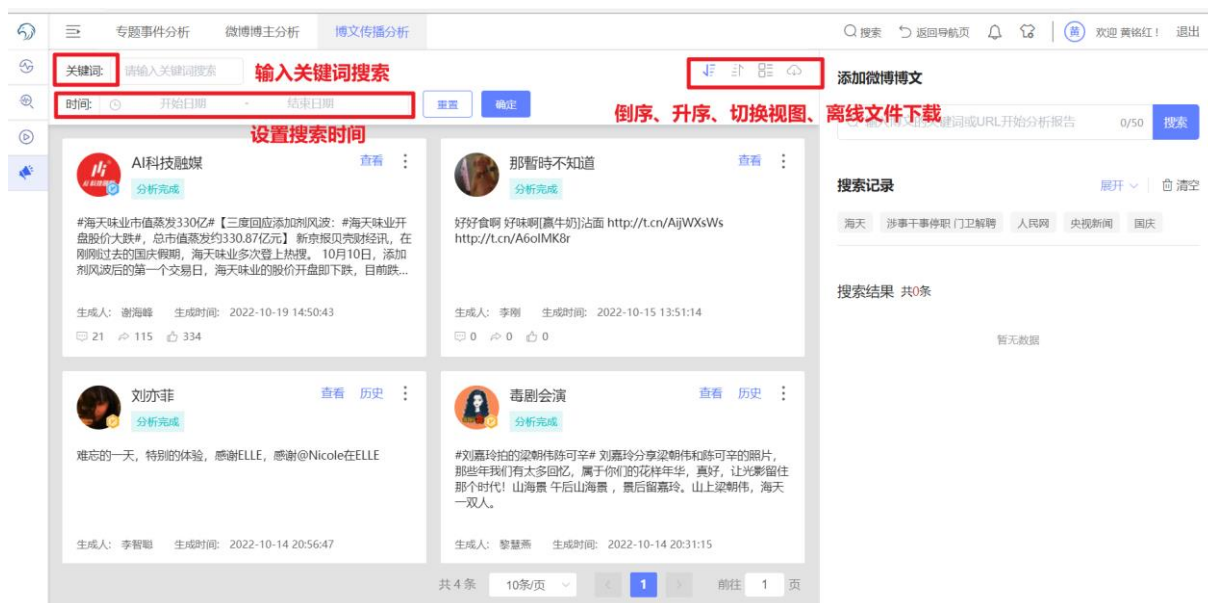 专题事件分析 微博博主分析 博文传播分析 搜索 返回导航页 黄 欢迎 黄铭红！ 退出
关键词: 请输入关键词搜索 输入关键词搜索
时间: 开始日期 - 结束日期 重置 确定
设置搜索时间
倒序、升序、切换视图、离线文件下载
AI科技融媒 查看
分析完成
#海天味业市值蒸发330亿#【三度回应添加剂风波：#海天味业开
盘股价大跌#，总市值蒸发约330.87亿元】 新京报贝壳财经讯，在
刚刚过去的国庆假期，海天味业多次登上热搜。 10月10日，添加
剂风波后的第一个交易日，海天味业的股价开盘即下跌，目前跌...
生成人： 谢海峰 生成时间： 2022-10-19 14:50:43
21 115 334
那暫時不知道 查看
分析完成
好好食啊 好味啊[赢牛奶]沾面 http://t.cn/AijWXsWs
http://t.cn/A6olMK8r
生成人： 李刚 生成时间： 2022-10-15 13:51:14
0 0 0
刘亦菲 查看 历史
分析完成
难忘的一天，特别的体验，感谢ELLE，感谢@Nicole在ELLE
生成人： 李智聪 生成时间： 2022-10-14 20:56:47
毒剧会演 查看 历史
分析完成
#刘嘉玲拍的梁朝伟陈可辛# 刘嘉玲分享梁朝伟和陈可辛的照片，
那些年我们有太多回忆，属于你们的花样年华，真好，让光影留住
那个时代！山海景 午后山海景 ，景后留嘉玲。山上梁朝伟，海天
一双人。
生成人： 黎慧燕 生成时间： 2022-10-14 20:31:15
共 4 条 10条/页 1 前往 1 页
添加微博博文
词或URL开始分析报告 0/50 搜索
搜索记录 展开 清空
海天 涉事干事停职 门卫解聘 人民网 央视新闻 国庆
搜索结果 共0条
暂无数据